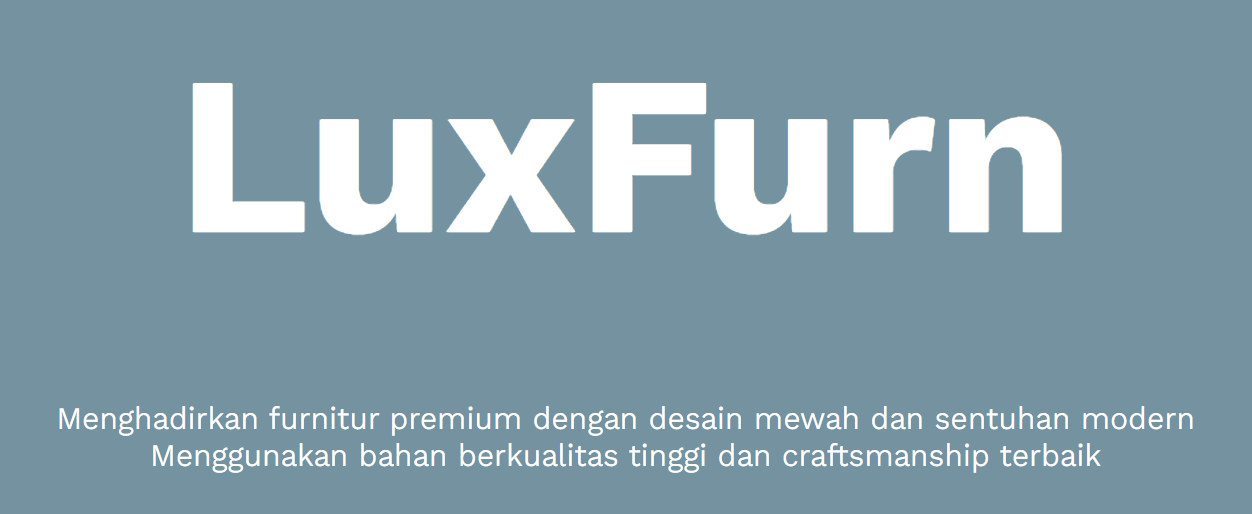 LuxFurn
Menghadirkan furnitur premium dengan desain mewah dan sentuhan modern
Menggunakan bahan berkualitas tinggi dan craftsmanship terbaik